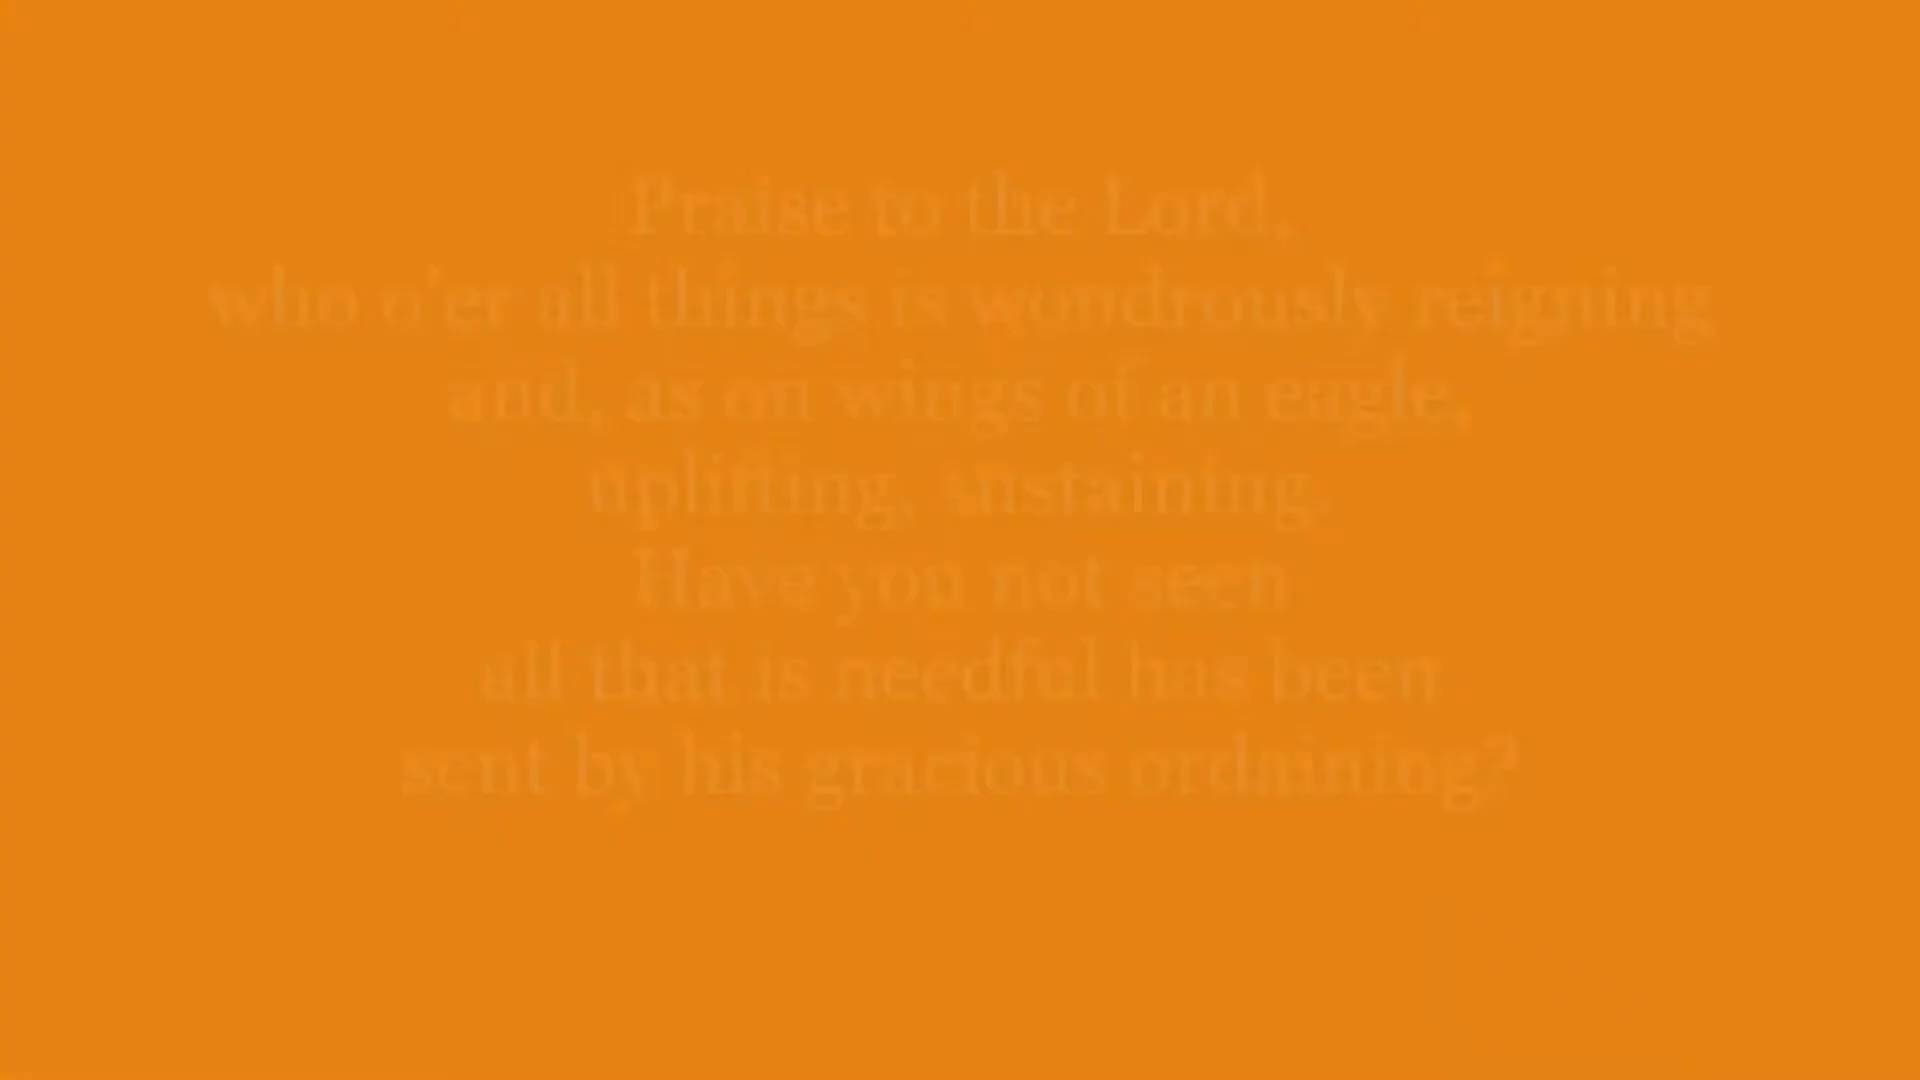 Praise to the Lord,
who o'er all things is wondrously reigning
and, as on wings of an eagle,
uplifting, sustaining.
Have you not seen
all that is needful has been
sent by his gracious ordaining?